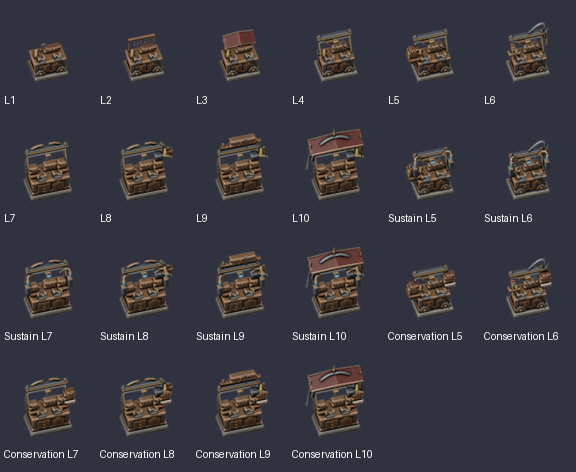 L1
L2
L3
L4
L5
L6
L7
L8
L9
L10
Sustain L5
Sustain L6
Sustain L7
Sustain L8
Sustain L9
Sustain L10
Conservation L5
Conservation L6
Conservation L7
Conservation L8
Conservation L9
Conservation L10